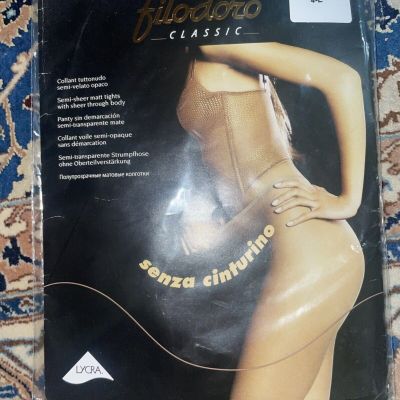 filodoro
CLASSIC
Collant tuttonudo
semi-velato opaco
Semi-sheer matt tights
with sheer through body
Panty sin demarcación
semi-transparente mate
Collant voile semi-opaque
sans démarcation
Semi-transparente Strumpfhose
ohne Oberteilverstärkung
Полупрозрачные матовые колготки
senza cinturino
LYCRA